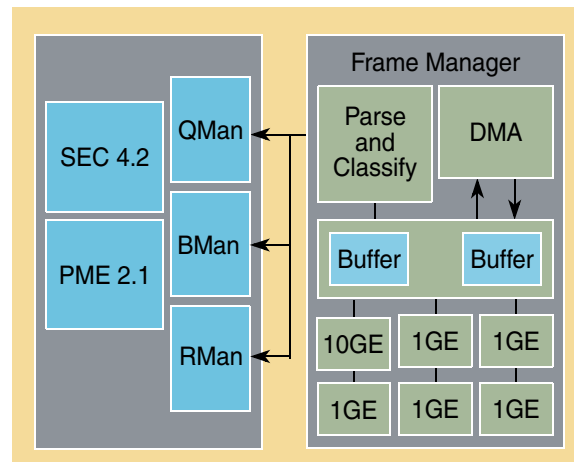 SEC 4.2
PME 2.1
QMan
BMan
RMan
Frame Manager
Parse
and
Classify
DMA
Buffer
Buffer
10GE
1GE
1GE
1GE
1GE
1GE